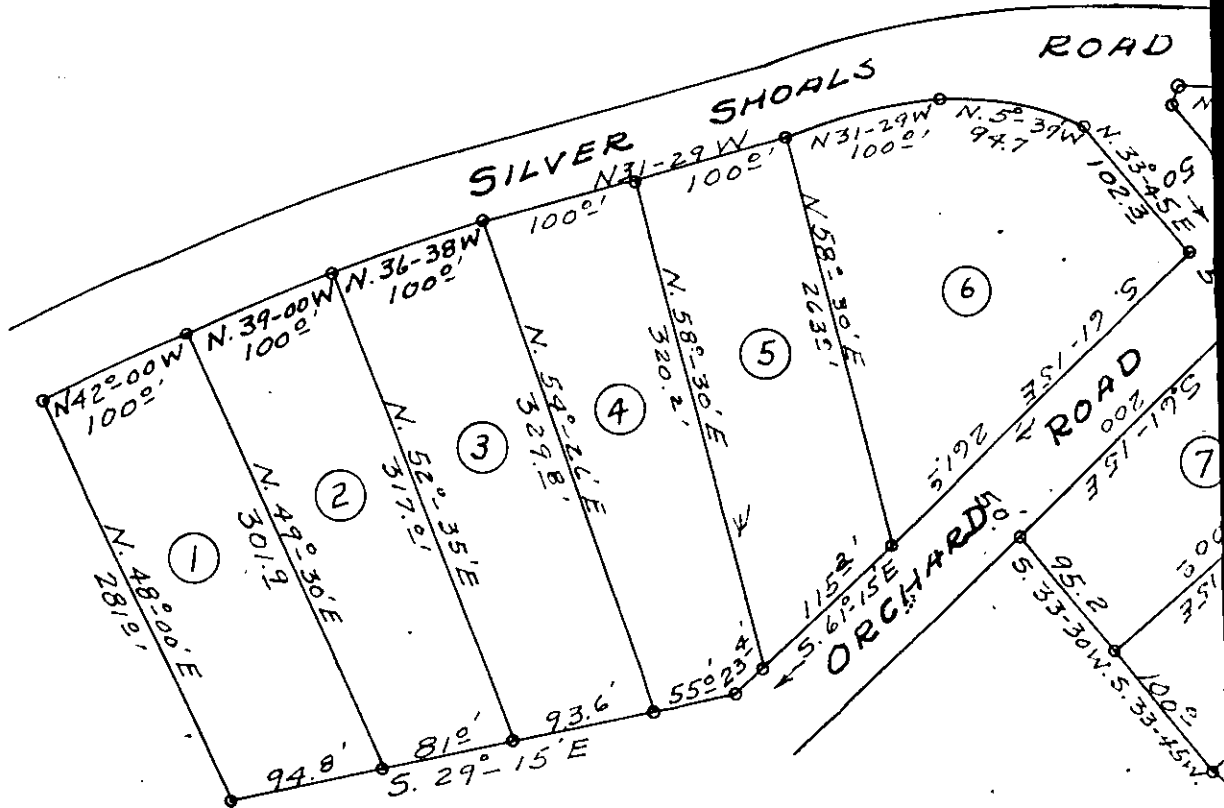 ROAD
SHOALS
SILVER
N42°-00W
100.0'
N. 39-00W
100.0'
N. 36-38W
100.0'
N31-29W
100.0'
100.0'
N31-29W
100.0'
N. 5°-39W
94.7
N. 33°-45E
102.3
50
N. 48°-00'E
281.0'
N. 49°-30'E
301.9
N. 52°-35'E
317.0'
N. 54°-26'E
329.8'
N. 58°-30'E
320.2'
N. 58°-30'E
263.0'
1
2
3
4
5
6
7
S. 61-15E
261.6
ROAD
ORCHARD
50'
S.61-15E
200
115.2'
S. 61°-15'E
23.4'
55.0'
93.6'
81.0'
94.8'
S. 29°-15'E
95.2
S. 33-30W.
100.0
S. 33-45W.
15E